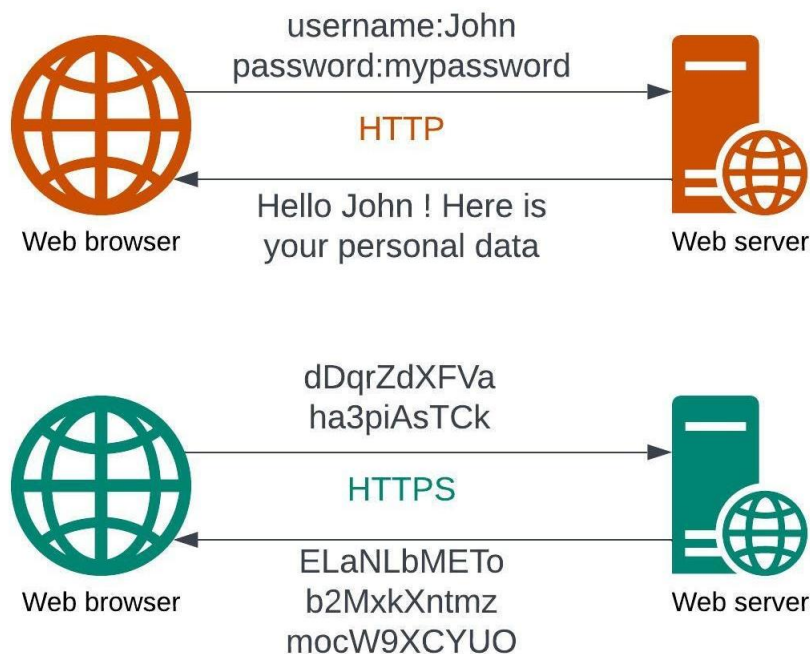 username:John
password:mypassword
HTTP
Hello John ! Here is
your personal data
Web browser
Web server
dDqrZdXFVa
ha3piAsTCk
HTTPS
ELaNLbMETo
b2MxkXntmz
mocW9XCYUO
Web browser
Web server